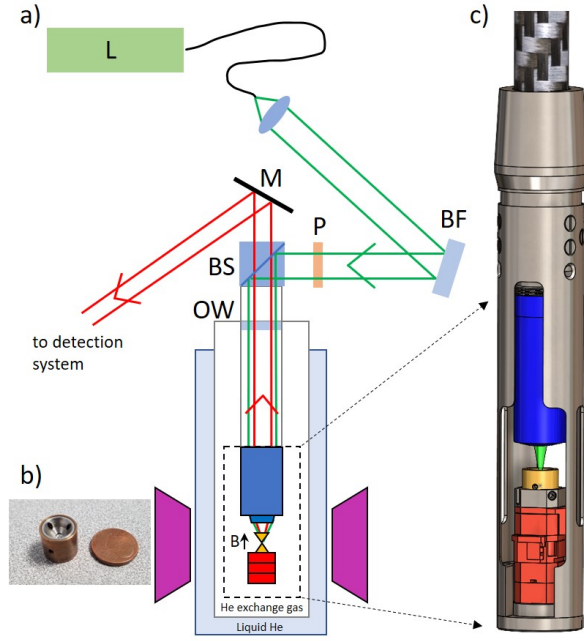 a)
c)
L
M
P
BF
BS
OW
to detection
system
b)
B
He exchange gas
Liquid He